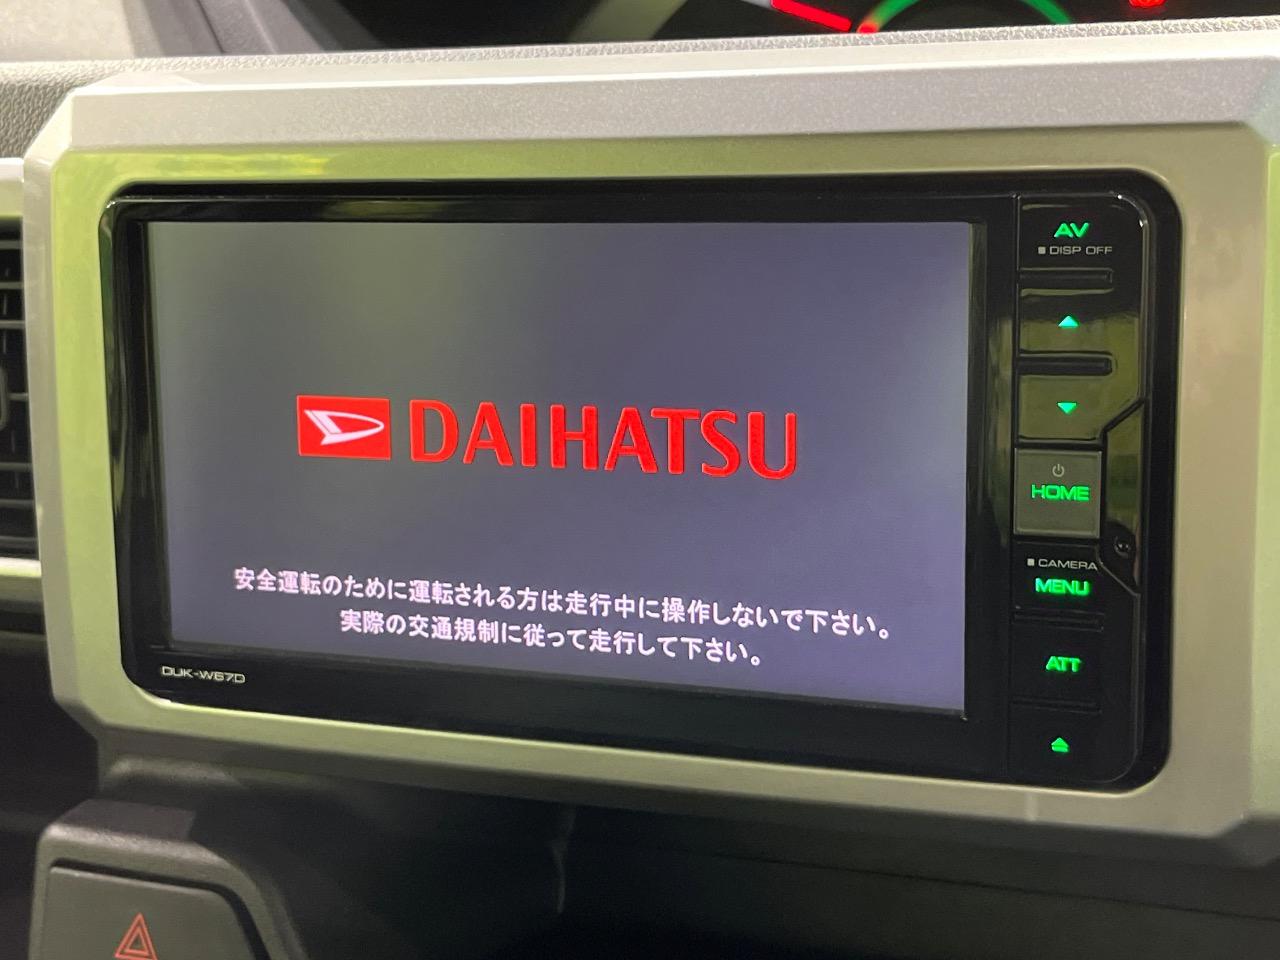 AV
DISP OFF
DAIHATSU
HOME
安全運転のために運転される方は走行中に操作しないで下さい。
実際の交通規制に従って走行して下さい。
CAMERA
MENU
ATT
DUK-W67D